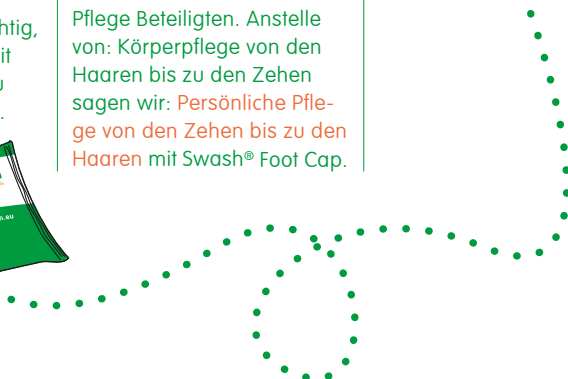 Pflege Beteiligten. Anstelle
von: Körperpflege von den
Haaren bis zu den Zehen
sagen wir: Persönliche Pfle-
ge von den Zehen bis zu den
Haaren mit Swash® Foot Cap.